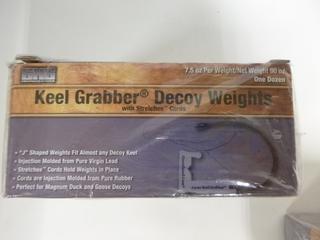 7.5 oz Per Weight/Net Weight 90 oz
One Dozen
Keel Grabber® Decoy Weights
with Stretchee™ Cords
• "J" Shaped Weights Fit Almost any Decoy Keel
• Injection Molded from Pure Virgin Lead
• Stretchee™ Cords Hold Weights in Place
• Cords are Injection Molded from Pure Rubber
• Perfect for Magnum Duck and Goose Decoys